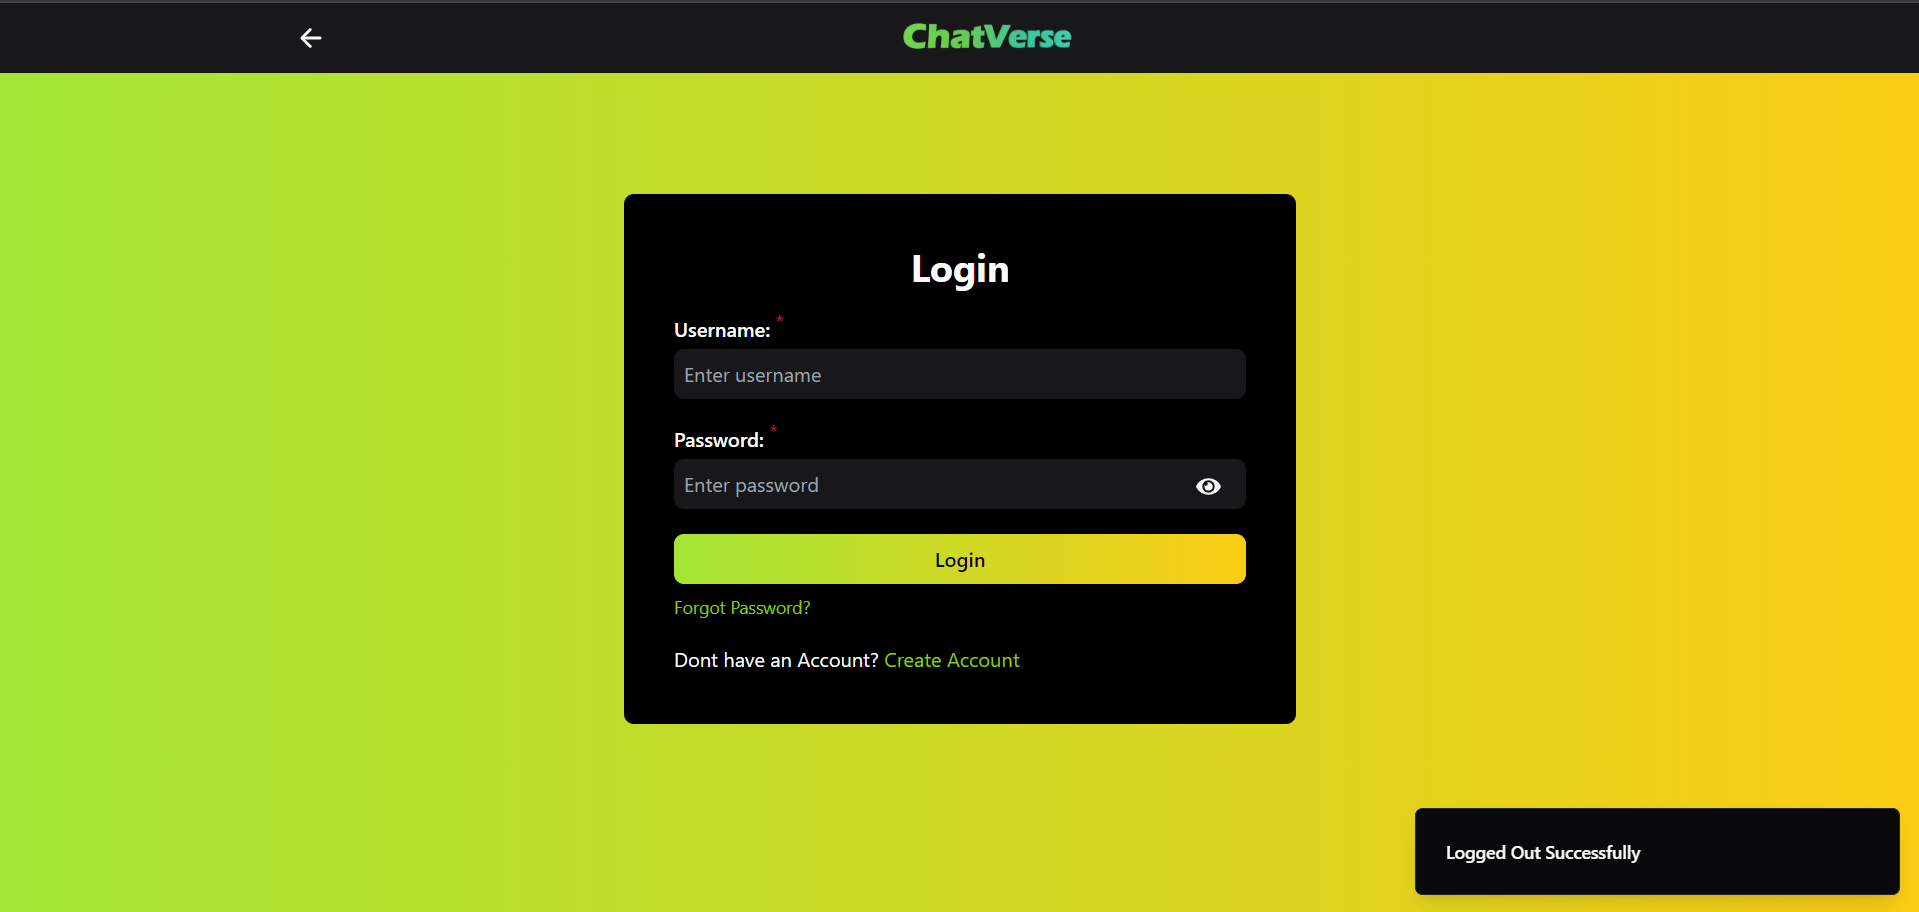 ChatVerse
Login
Username: *
Enter username
Password: *
Enter password
Login
Forgot Password?
Dont have an Account? Create Account
Logged Out Successfully